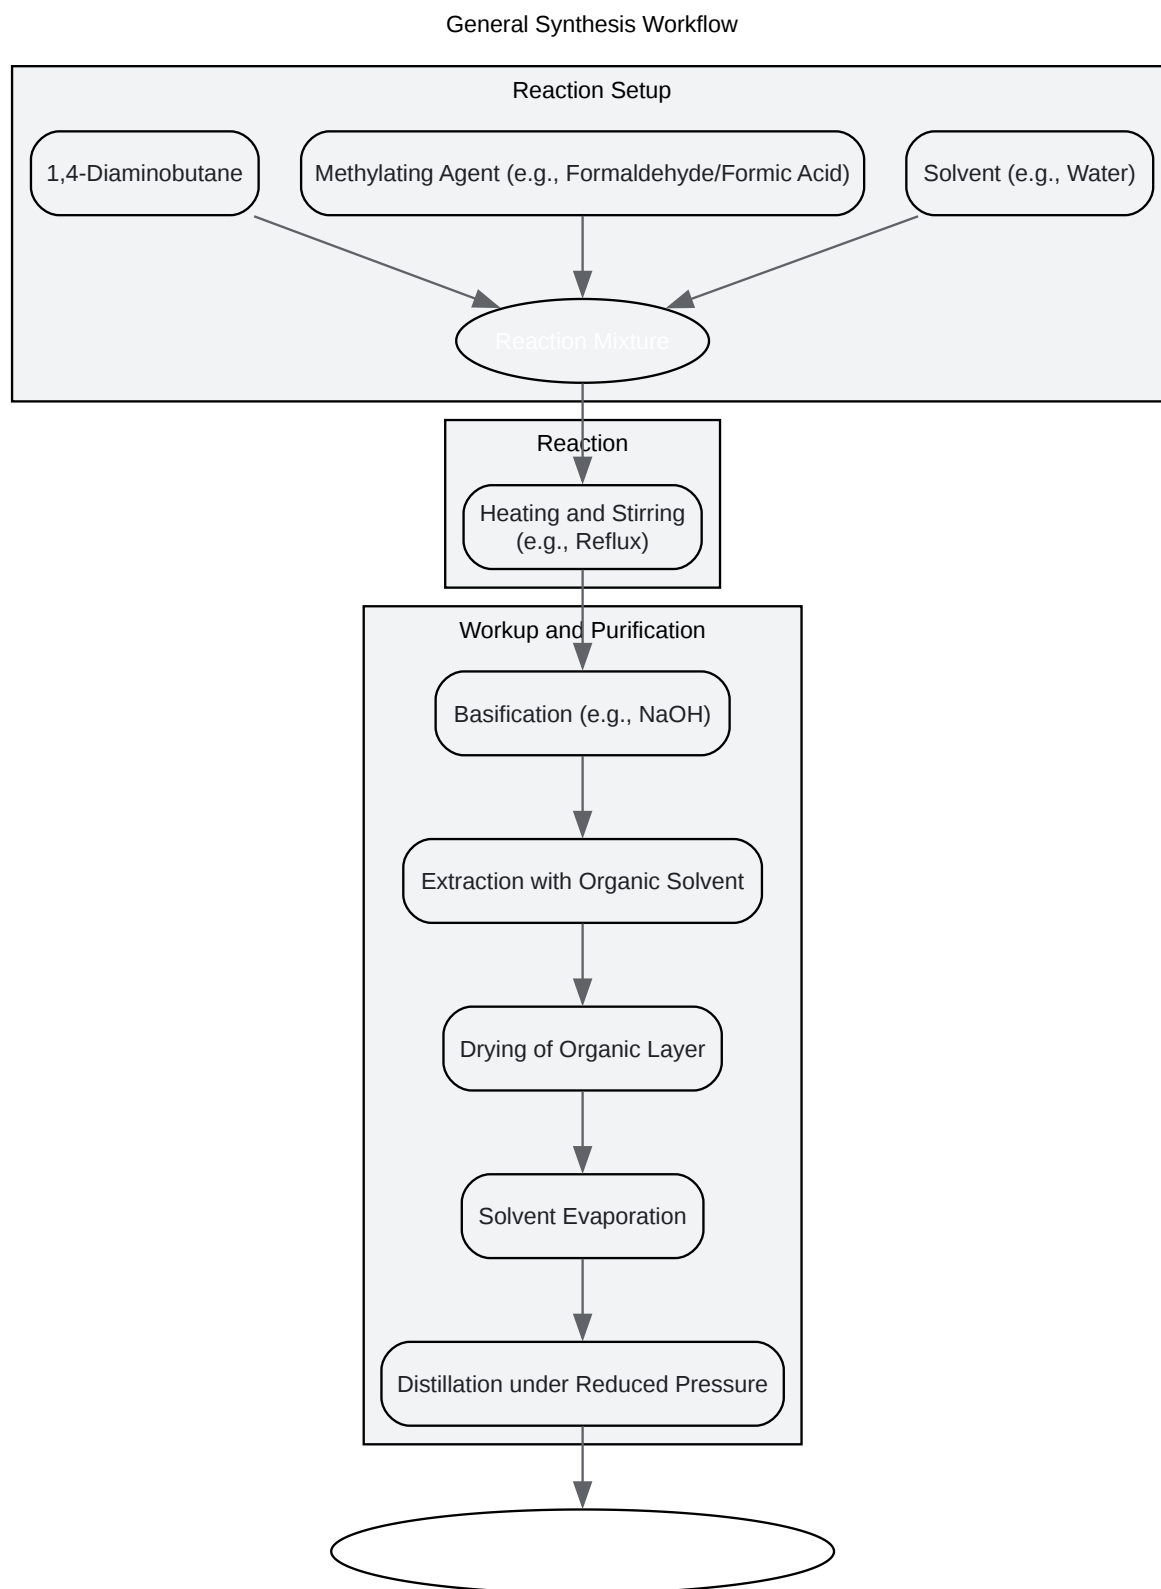 General Synthesis Workflow
Reaction Setup
1,4-Diaminobutane
Methylating Agent (e.g., Formaldehyde/Formic Acid)
Solvent (e.g., Water)
Reaction Mixture
Reaction
Heating and Stirring
(e.g., Reflux)
Workup and Purification
Basification (e.g., NaOH)
Extraction with Organic Solvent
Drying of Organic Layer
Solvent Evaporation
Distillation under Reduced Pressure